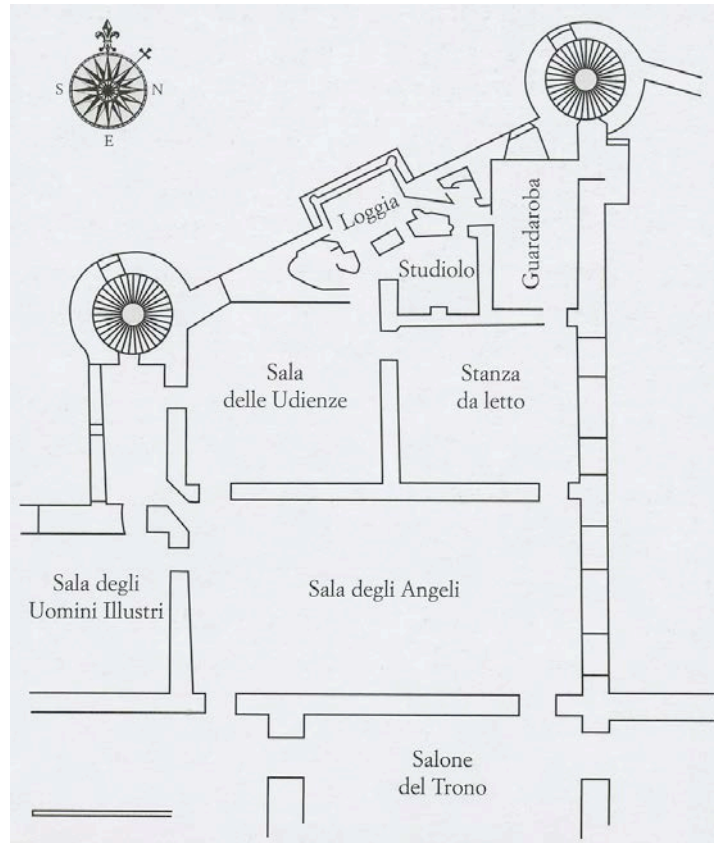 S
N
E
Loggia
Guardaroba
Studiolo
Sala
delle Udienze
Stanza
da letto
Sala degli
Uomini Illustri
Sala degli Angeli
Salone
del Trono